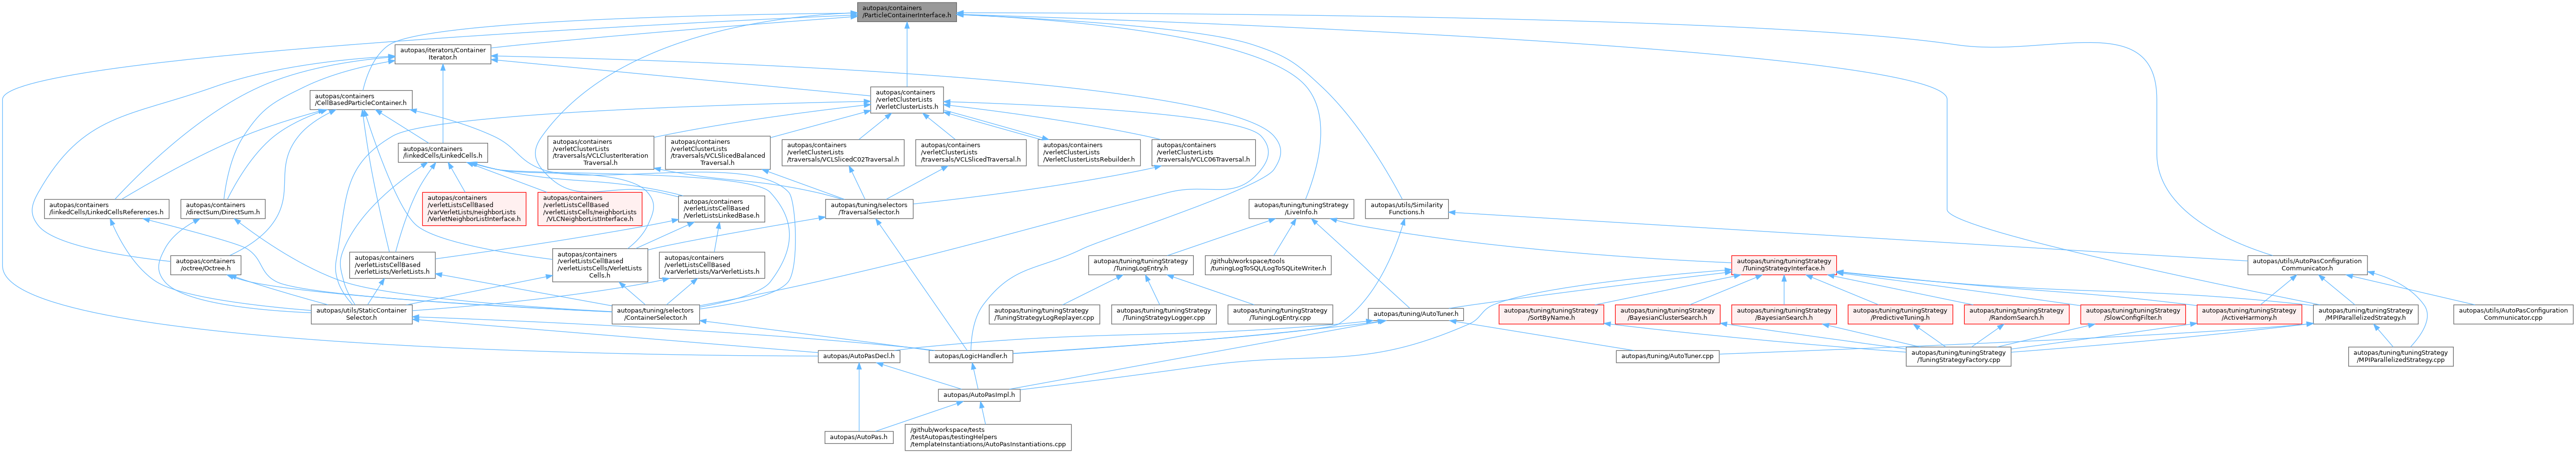 autopas/containers
/ParticleContainerInterface.h
autopas/iterators/Container
Iterator.h
autopas/containers
/CellBasedParticleContainer.h
autopas/containers
/verletClusterLists
/VerletClusterLists.h
autopas/containers
/linkedCells/LinkedCells.h
autopas/containers
/verletClusterLists
/traversals/VCLClusterIteration
Traversal.h
autopas/containers
/verletClusterLists
/traversals/VCLSlicedBalanced
Traversal.h
autopas/containers
/verletClusterLists
/traversals/VCLSlicedC02Traversal.h
autopas/containers
/verletClusterLists
/traversals/VCLSlicedTraversal.h
autopas/containers
/verletClusterLists
/VerletClusterListsRebuilder.h
autopas/containers
/verletClusterLists
/traversals/VCLC06Traversal.h
autopas/containers
/linkedCells/LinkedCellsReferences.h
autopas/containers
/directSum/DirectSum.h
autopas/containers
/verletListsCellBased
/varVerletLists/neighborLists
/VerletNeighborListInterface.h
autopas/containers
/verletListsCellBased
/verletListsCells/neighborLists
/VLCNeighborListInterface.h
autopas/containers
/verletListsCellBased
/VerletListsLinkedBase.h
autopas/tuning/selectors
/TraversalSelector.h
autopas/tuning/tuningStrategy
/LiveInfo.h
autopas/utils/Similarity
Functions.h
autopas/containers
/octree/Octree.h
autopas/containers
/verletListsCellBased
/verletLists/VerletLists.h
autopas/containers
/verletListsCellBased
/verletListsCells/VerletLists
Cells.h
autopas/containers
/verletListsCellBased
/varVerletLists/VarVerletLists.h
autopas/tuning/tuningStrategy
/TuningLogEntry.h
/github/workspace/tools
/tuningLogToSQL/LogToSQLiteWriter.h
autopas/tuning/tuningStrategy
/TuningStrategyInterface.h
autopas/utils/AutoPasConfiguration
Communicator.h
autopas/utils/StaticContainer
Selector.h
autopas/tuning/selectors
/ContainerSelector.h
autopas/tuning/tuningStrategy
/TuningStrategyLogReplayer.cpp
autopas/tuning/tuningStrategy
/TuningStrategyLogger.cpp
autopas/tuning/tuningStrategy
/TuningLogEntry.cpp
autopas/tuning/AutoTuner.h
autopas/tuning/tuningStrategy
/SortByName.h
autopas/tuning/tuningStrategy
/BayesianClusterSearch.h
autopas/tuning/tuningStrategy
/BayesianSearch.h
autopas/tuning/tuningStrategy
/PredictiveTuning.h
autopas/tuning/tuningStrategy
/RandomSearch.h
autopas/tuning/tuningStrategy
/SlowConfigFilter.h
autopas/tuning/tuningStrategy
/ActiveHarmony.h
autopas/tuning/tuningStrategy
/MPIParallelizedStrategy.h
autopas/utils/AutoPasConfiguration
Communicator.cpp
autopas/AutoPasDecl.h
autopas/LogicHandler.h
autopas/tuning/AutoTuner.cpp
autopas/tuning/tuningStrategy
/TuningStrategyFactory.cpp
autopas/tuning/tuningStrategy
/MPIParallelizedStrategy.cpp
autopas/AutoPasImpl.h
autopas/AutoPas.h
/github/workspace/tests
/testAutopas/testingHelpers
/templateInstantiations/AutoPasInstantiations.cpp